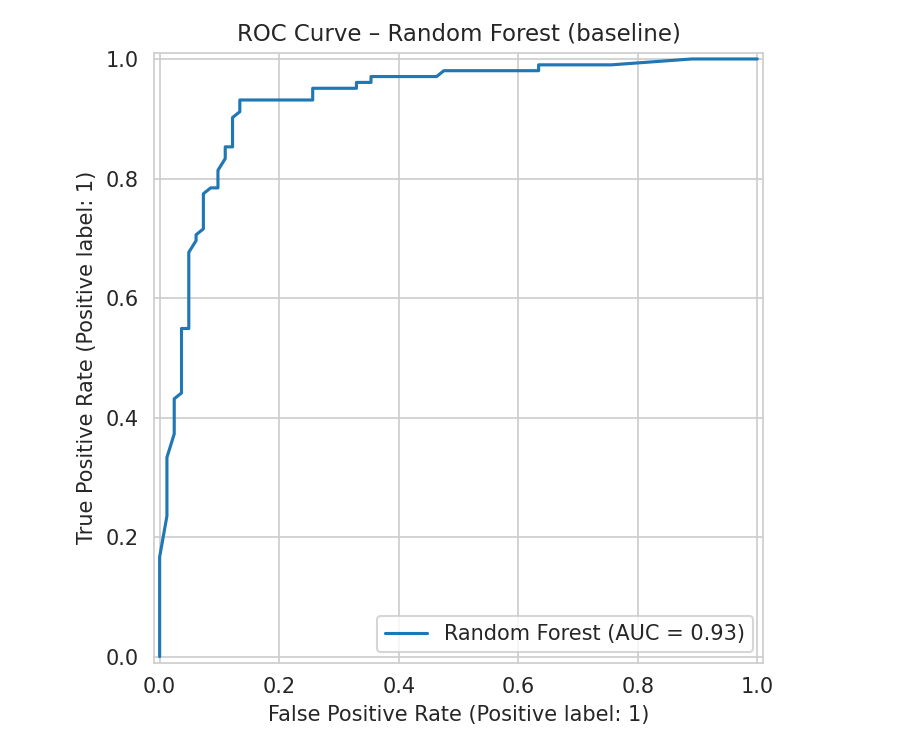 ROC Curve – Random Forest (baseline)
True Positive Rate (Positive label: 1)
1.0
0.8
0.6
0.4
0.2
0.0
Random Forest (AUC = 0.93)
0.0 0.2 0.4 0.6 0.8 1.0
False Positive Rate (Positive label: 1)